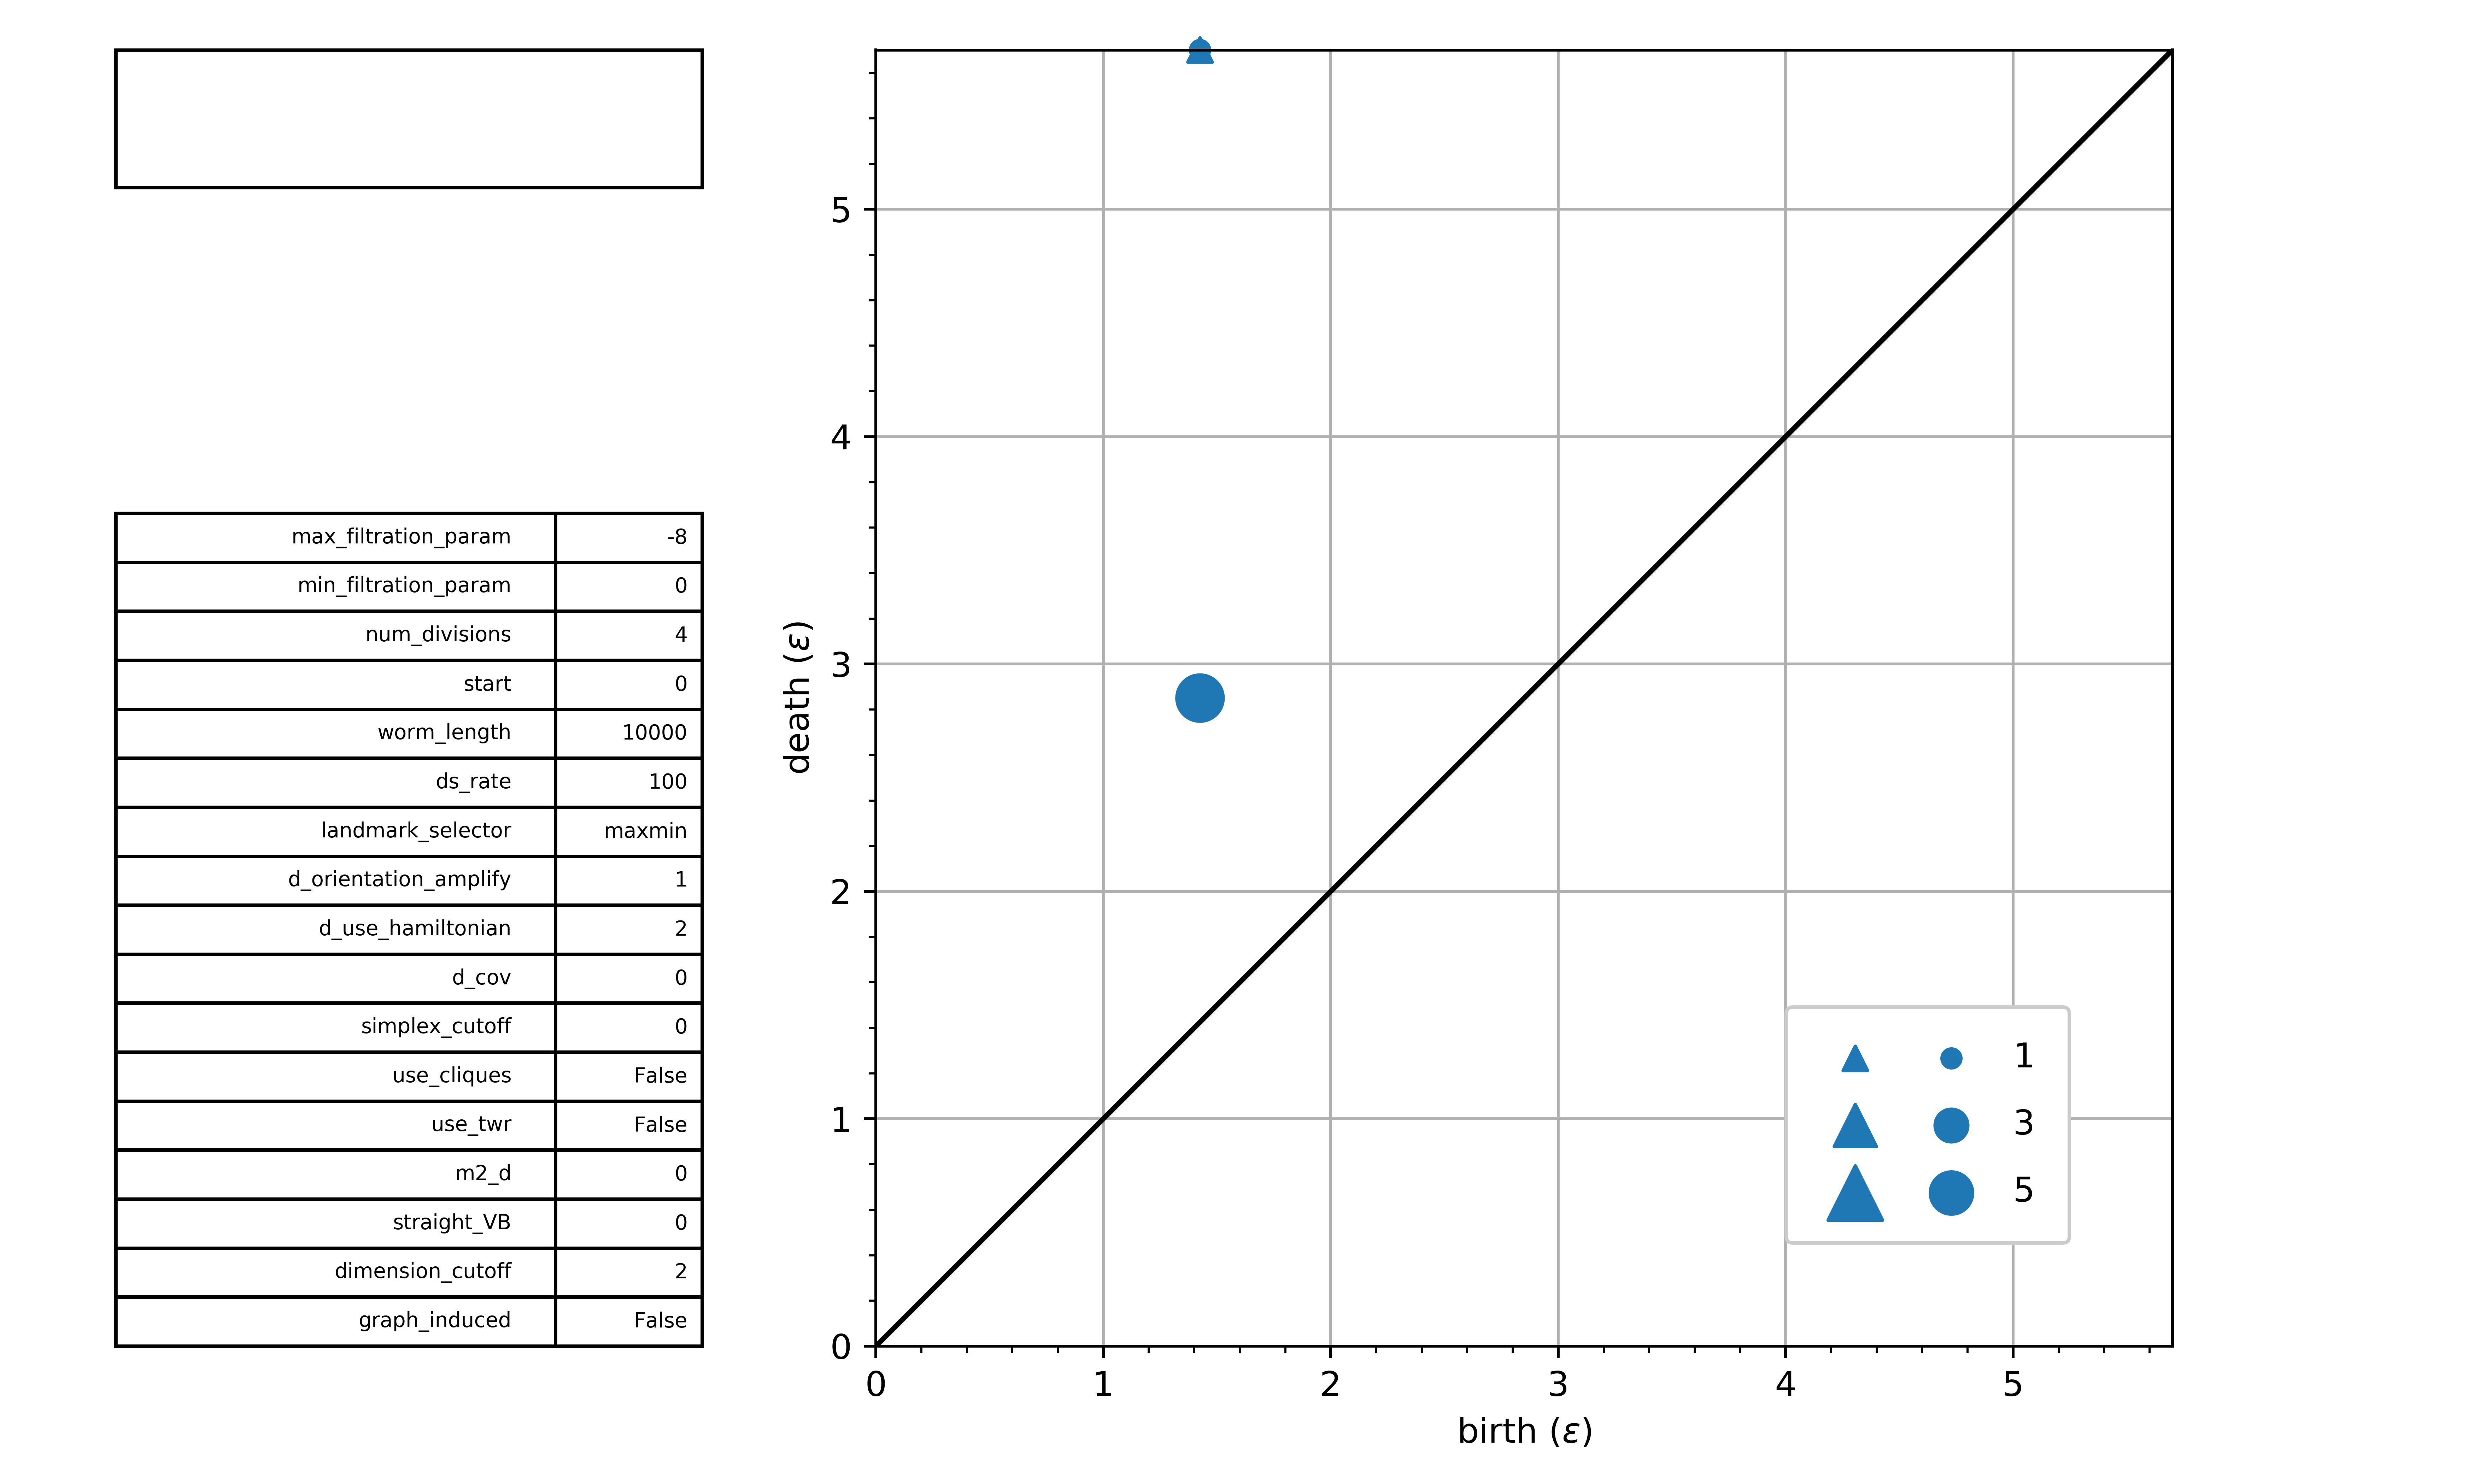 max_filtration_param -8
min_filtration_param 0
num_divisions 4
start 0
worm_length 10000
ds_rate 100
landmark_selector maxmin
d_orientation_amplify 1
d_use_hamiltonian 2
d_cov 0
simplex_cutoff 0
use_cliques False
use_twr False
m2_d 0
straight_VB 0
dimension_cutoff 2
graph_induced False
death (ε)
5
4
3
2
1
0
0 1 2 3 4 5
birth (ε)
1
3
5